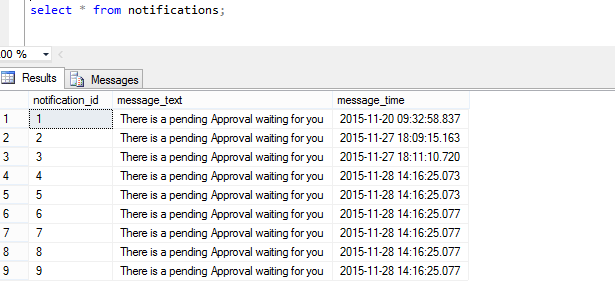 select * from notifications;
.00 %
Results Messages
notification_id message_text message_time
1 1 There is a pending Approval waiting for you 2015-11-20 09:32:58.837
2 2 There is a pending Approval waiting for you 2015-11-27 18:09:15.163
3 3 There is a pending Approval waiting for you 2015-11-27 18:11:10.720
4 4 There is a pending Approval waiting for you 2015-11-28 14:16:25.073
5 5 There is a pending Approval waiting for you 2015-11-28 14:16:25.073
6 6 There is a pending Approval waiting for you 2015-11-28 14:16:25.077
7 7 There is a pending Approval waiting for you 2015-11-28 14:16:25.077
8 8 There is a pending Approval waiting for you 2015-11-28 14:16:25.077
9 9 There is a pending Approval waiting for you 2015-11-28 14:16:25.077